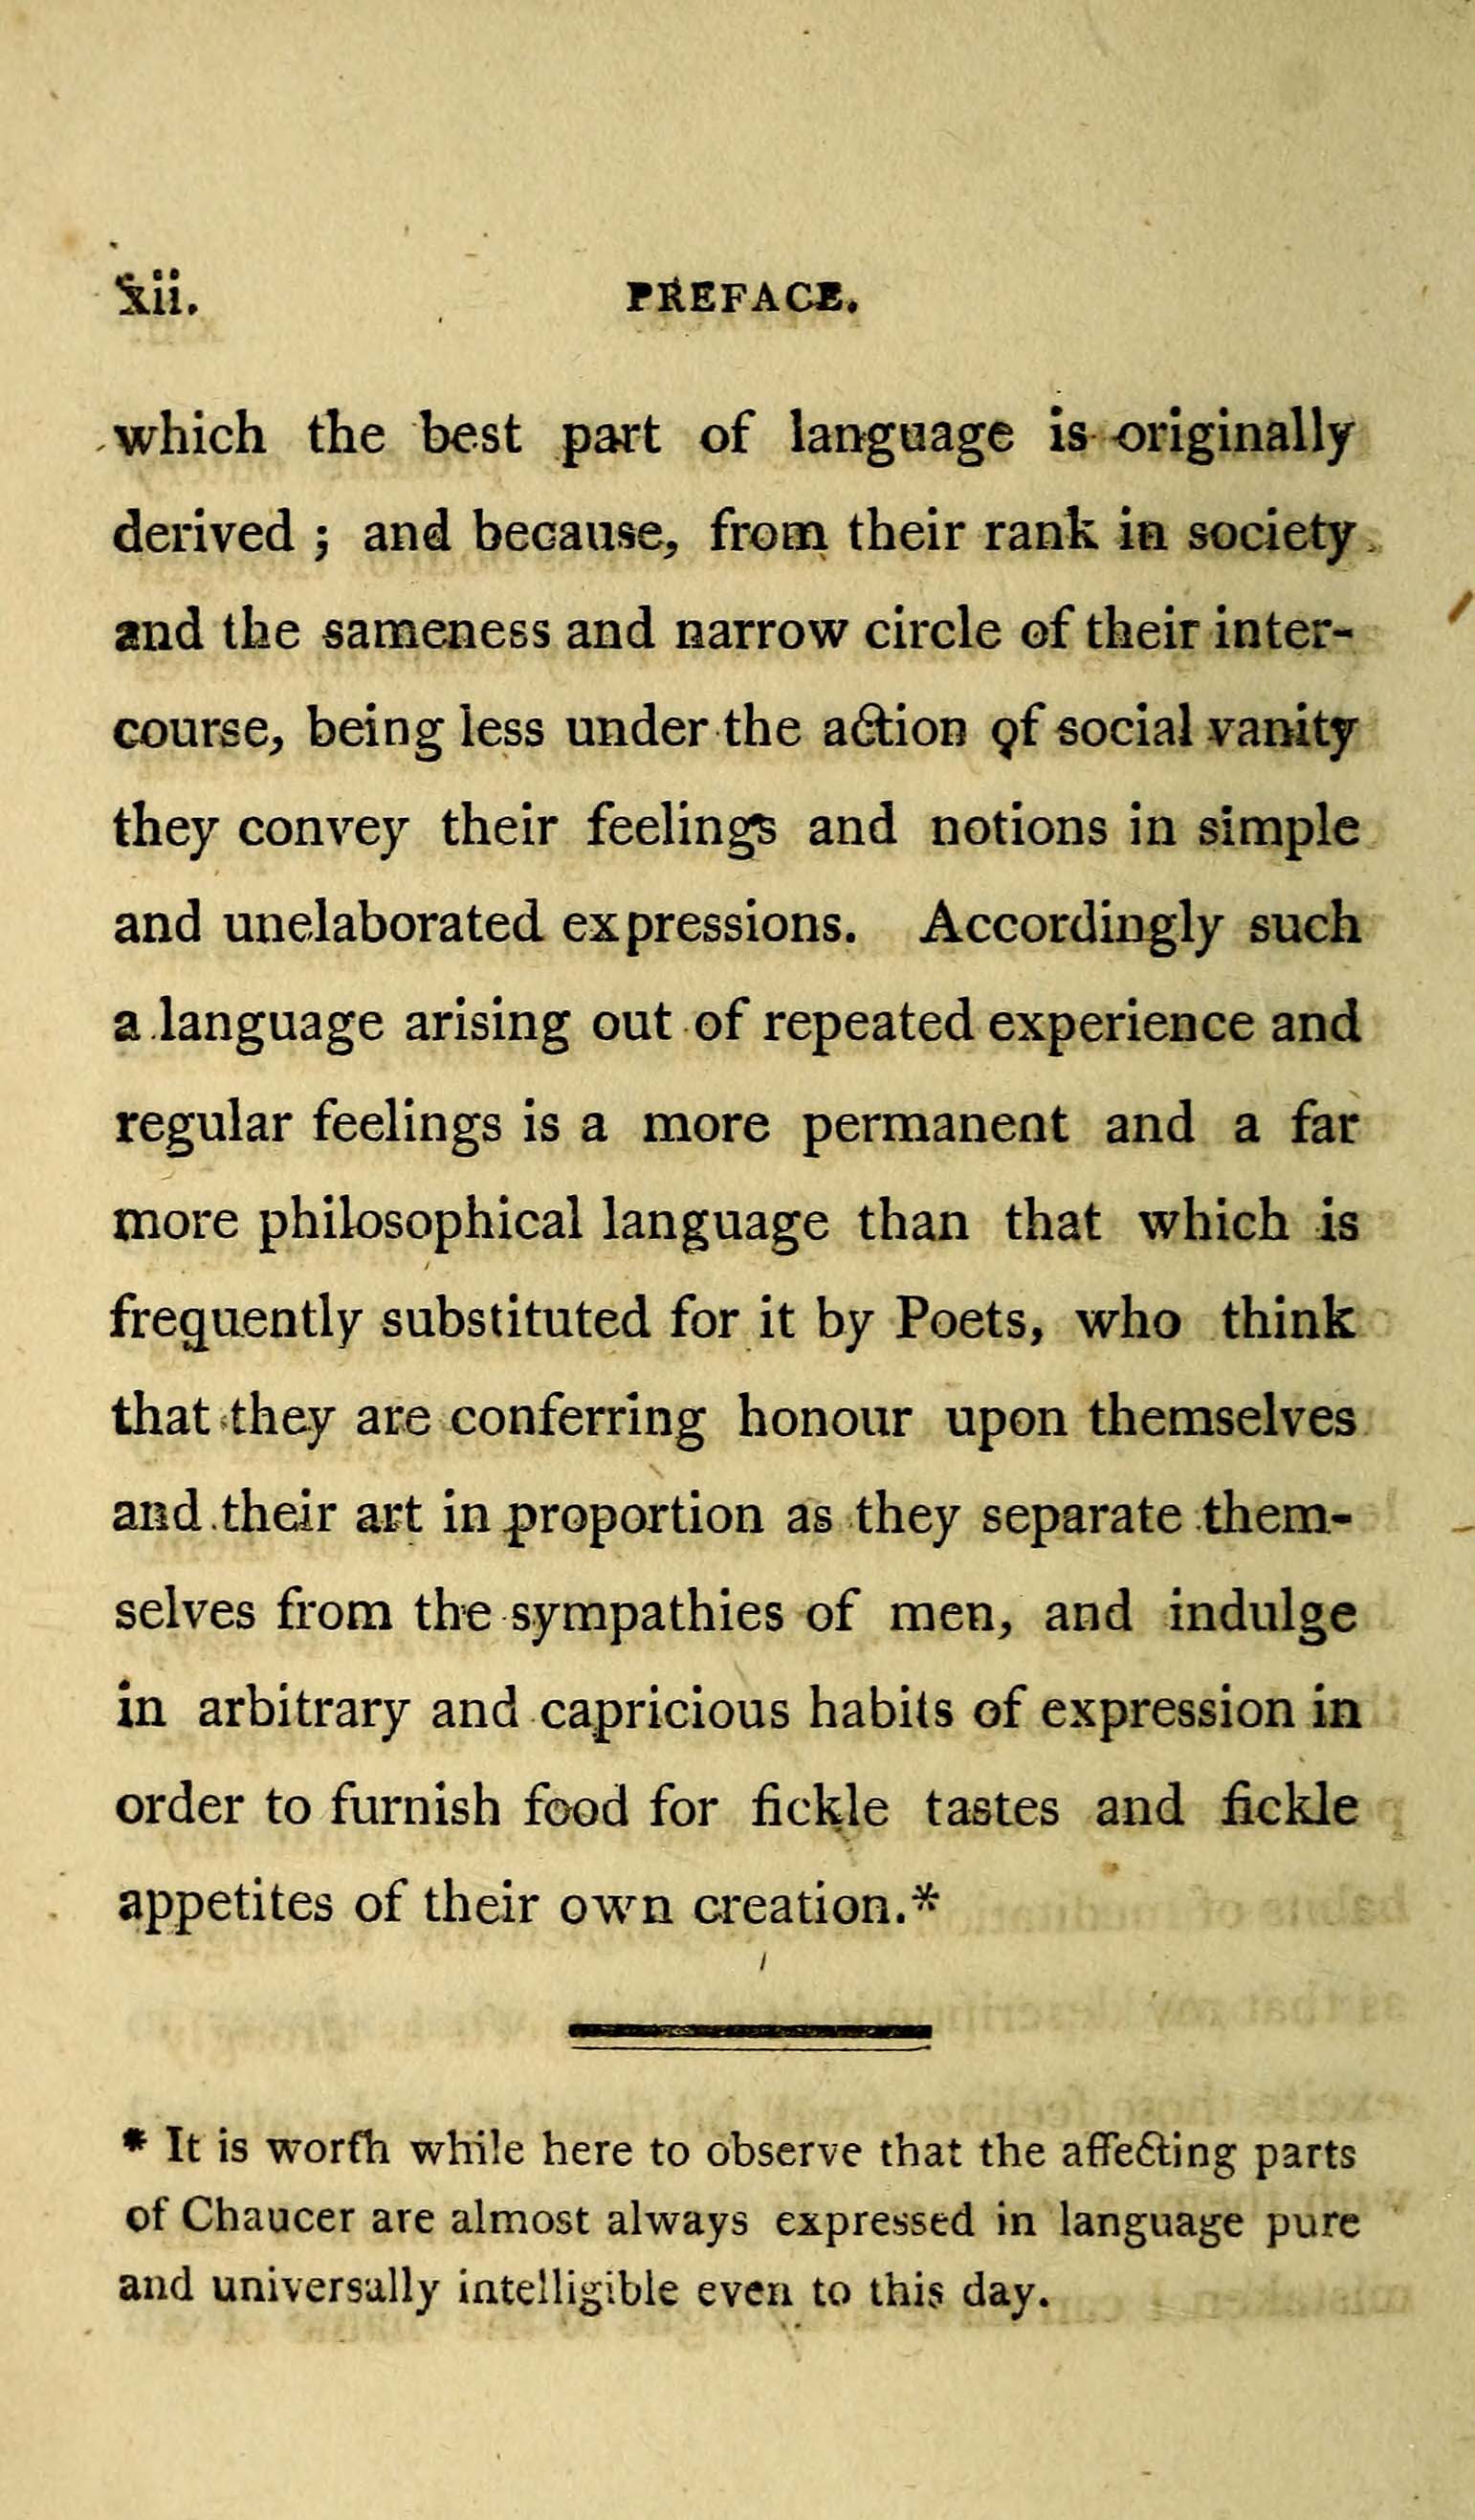 xii. PREFACE.
which the best part of language is originally
derived ; and because, from their rank in society
and the sameness and narrow circle of their inter-
course, being less under the action of social vanity
they convey their feelings and notions in simple
and unelaborated expressions. Accordingly such
a language arising out of repeated experience and
regular feelings is a more permanent and a far
more philosophical language than that which is
frequently substituted for it by Poets, who think
that they are conferring honour upon themselves
and their art in proportion as they separate them-
selves from the sympathies of men, and indulge
in arbitrary and capricious habits of expression in
order to furnish food for fickle tastes and fickle
appetites of their own creation.*
* It is worth while here to observe that the affecting parts
of Chaucer are almost always expressed in language pure
and universally intelligible even to this day.